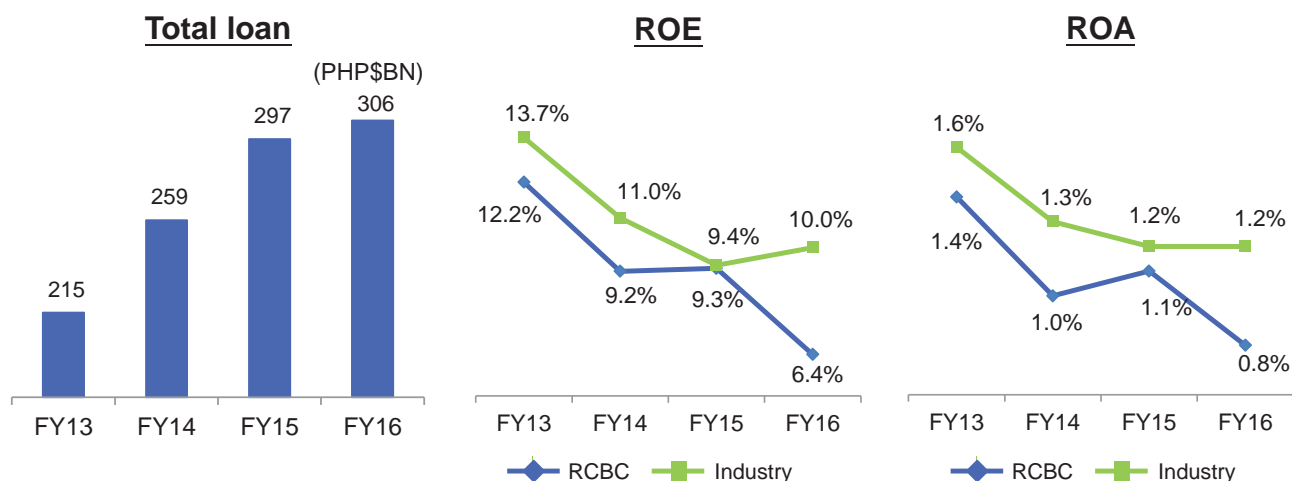 Total loan
(PHP$BN)
215
259
297
306
FY13
FY14
FY15
FY16
ROE
13.7%
11.0%
9.4%
10.0%
12.2%
9.2%
9.3%
6.4%
FY13
FY14
FY15
FY16
RCBC
Industry
ROA
1.6%
1.3%
1.2%
1.2%
1.4%
1.0%
1.1%
0.8%
FY13
FY14
FY15
FY16
RCBC
Industry